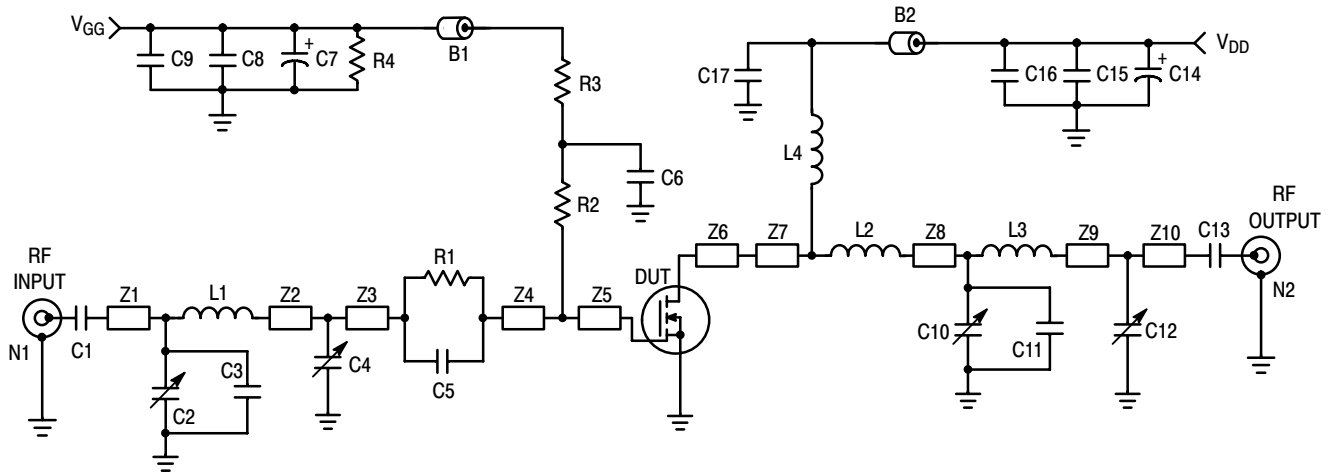 VGG
C9
C8
+
C7
R4
B1
R3
C6
R2
B2
VDD
C17
C16
C15
+
C14
L4
RF
INPUT
N1
C1
Z1
L1
Z2
Z3
R1
C5
Z4
Z5
C2
C3
C4
DUT
Z6
Z7
L2
Z8
L3
Z9
Z10
C13
RF
OUTPUT
N2
C10
C11
C12